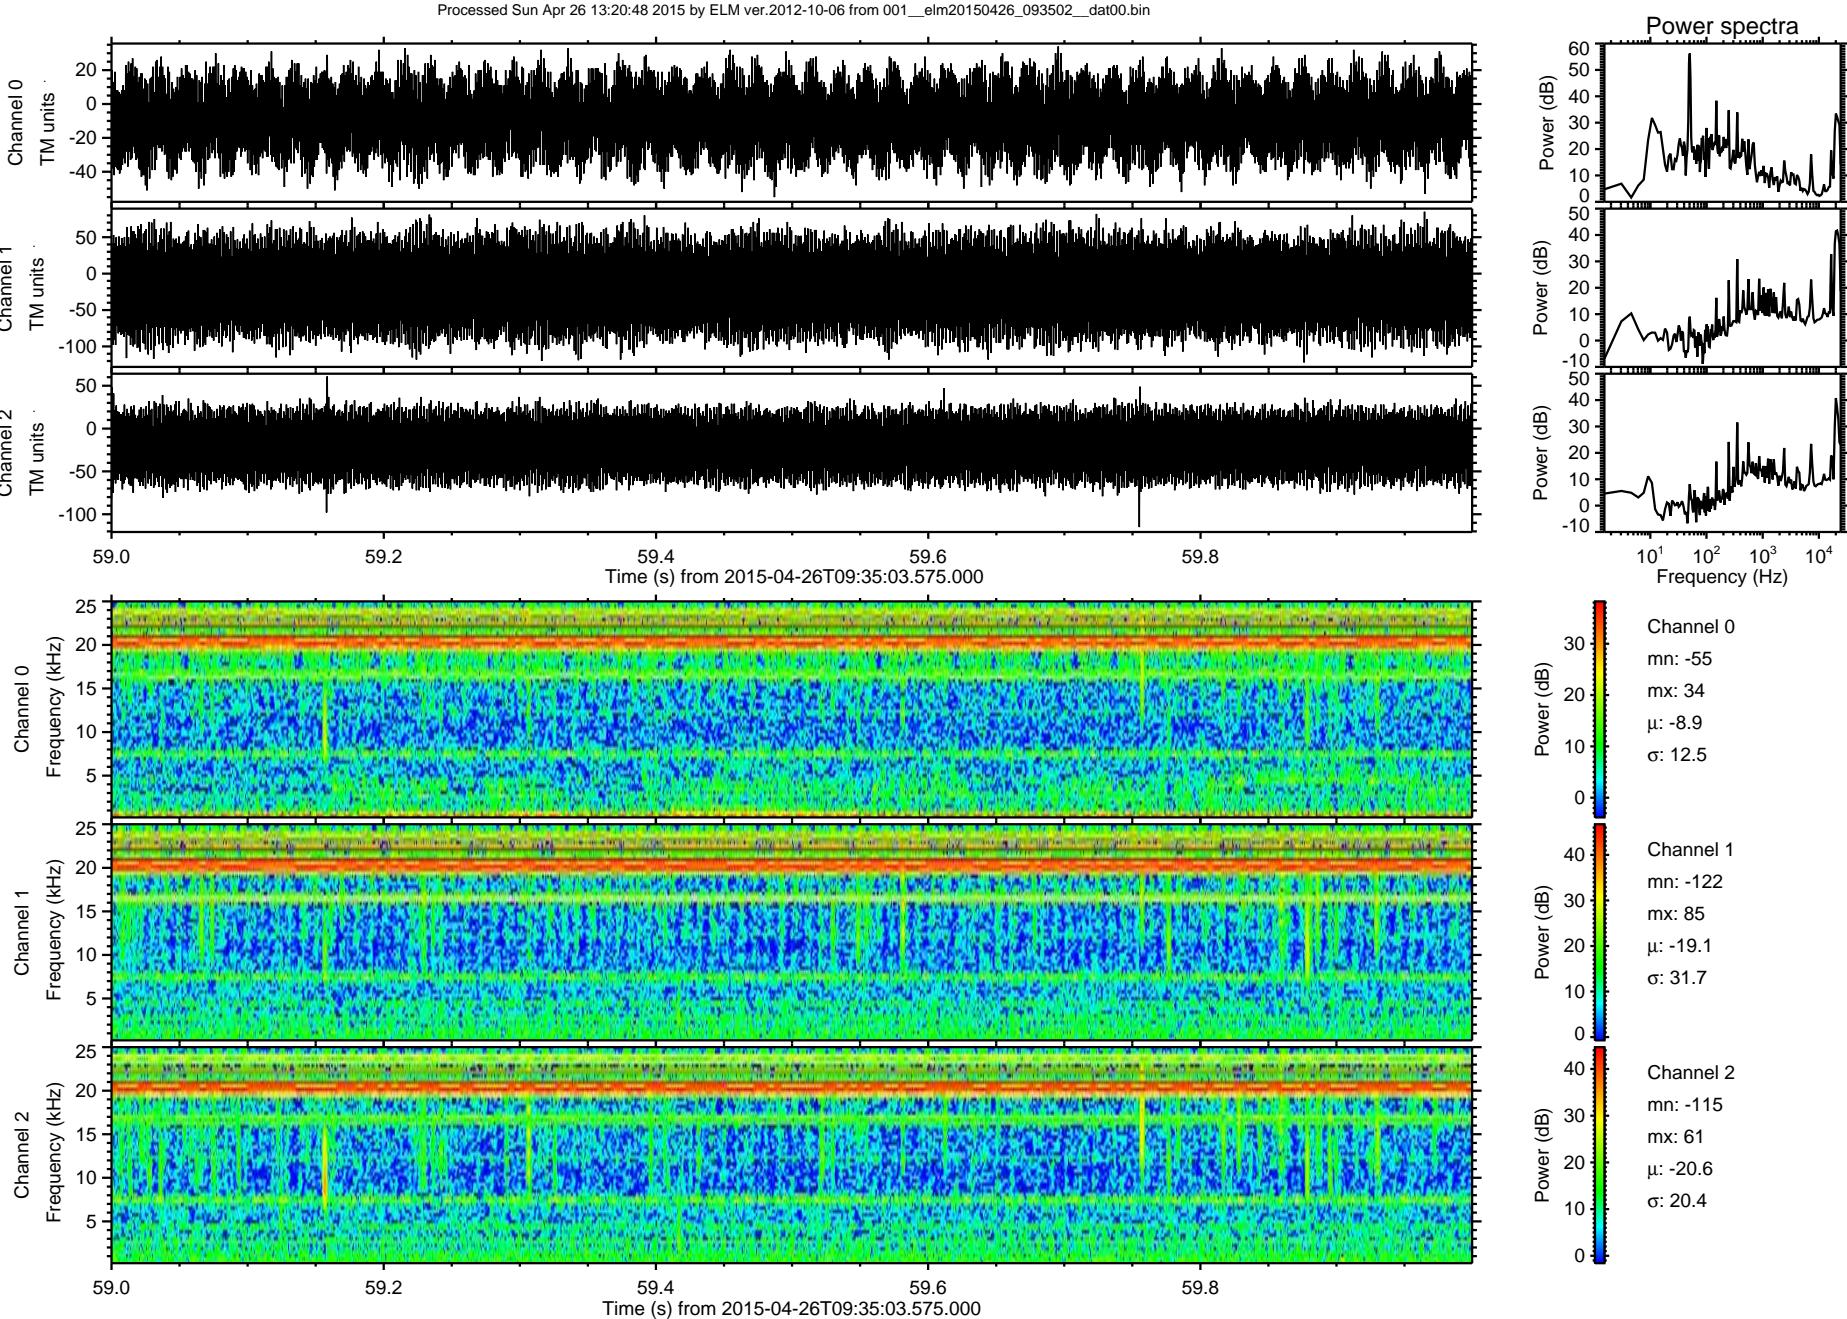 Processed Sun Apr 26 13:20:48 2015 by ELM ver.2012-10-06 from 001__elm20150426_093502__dat00.bin
Power spectra
Channel 0
TM units
20
0
-20
-40
Power (dB)
60
50
40
30
20
10
0
Channel 1
TM units
50
0
-50
-100
Power (dB)
50
40
30
20
10
0
-10
Channel 2
TM units
50
0
-50
-100
Power (dB)
50
40
30
20
10
0
-10
59.0 59.2 59.4 59.6 59.8
Time (s) from 2015-04-26T09:35:03.575.000
10¹ 10² 10³ 10⁴
Frequency (Hz)
Channel 0
Frequency (kHz)
25
20
15
10
5
Power (dB)
30
20
10
0
Channel 0
mn: -55
mx: 34
μ: -8.9
σ: 12.5
Channel 1
Frequency (kHz)
25
20
15
10
5
Power (dB)
40
30
20
10
0
Channel 1
mn: -122
mx: 85
μ: -19.1
σ: 31.7
Channel 2
Frequency (kHz)
25
20
15
10
5
Power (dB)
40
30
20
10
0
Channel 2
mn: -115
mx: 61
μ: -20.6
σ: 20.4
59.0 59.2 59.4 59.6 59.8
Time (s) from 2015-04-26T09:35:03.575.000